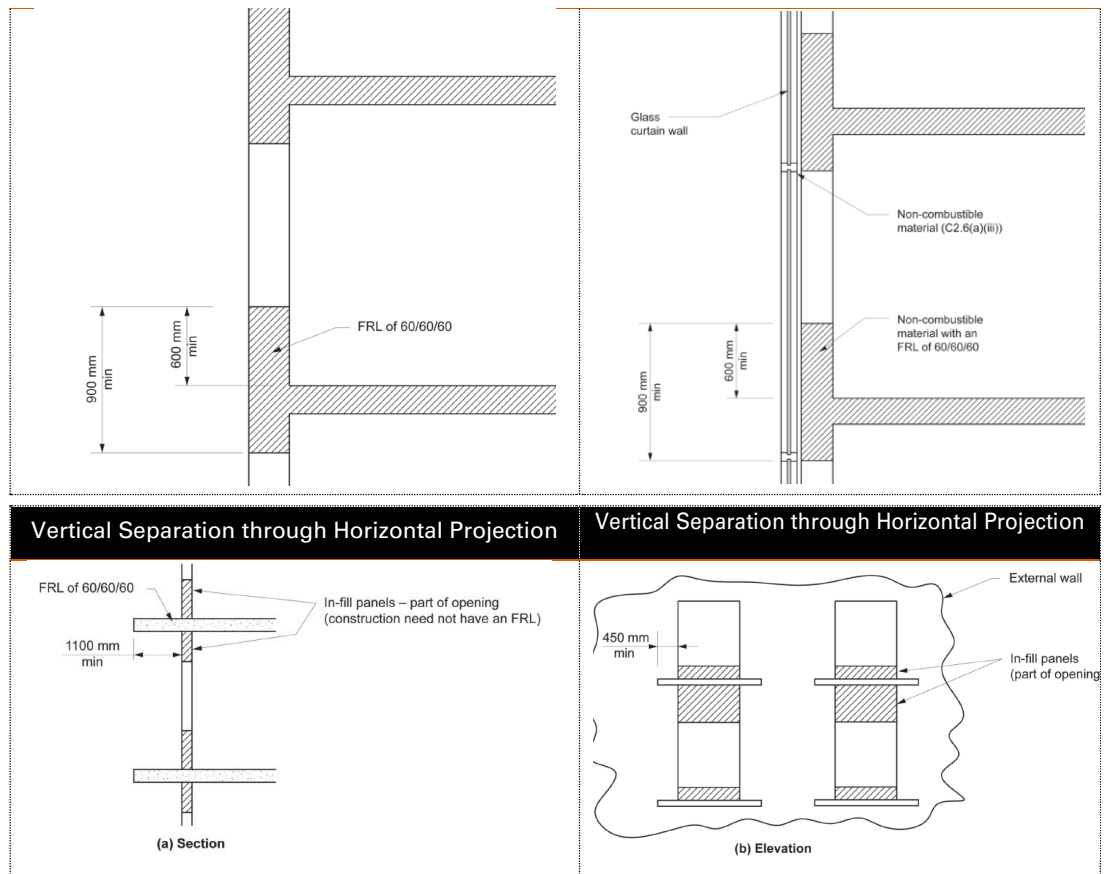 FRL of 60/60/60
900 mm
min
600 mm
min
Glass
curtain wall
Non-combustible
material (C2.6(a)(iii))
Non-combustible
material with an
FRL of 60/60/60
900 mm
min
600 mm
min
Vertical Separation through Horizontal Projection
Vertical Separation through Horizontal Projection
FRL of 60/60/60
In-fill panels – part of opening
(construction need not have an FRL)
1100 mm
min
(a) Section
External wall
450 mm
min
In-fill panels
(part of opening
(b) Elevation